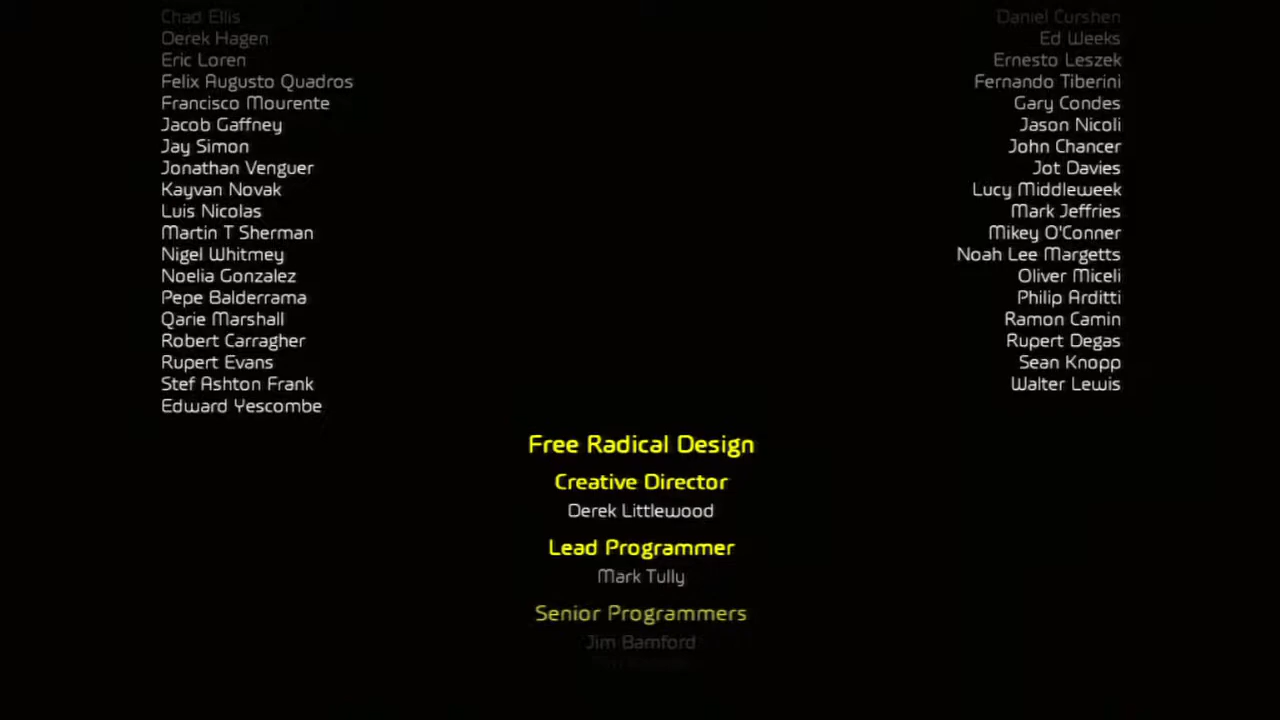 Chad Ellis
Derek Hagen
Eric Loren
Felix Augusto Quadros
Francisco Mourente
Jacob Gaffney
Jay Simon
Jonathan Venguer
Kayvan Novak
Luis Nicolas
Martin T Sherman
Nigel Whitmey
Noelia Gonzalez
Pepe Balderrama
Qarie Marshall
Robert Carragher
Rupert Evans
Stef Ashton Frank
Edward Yescombe
Daniel Curshen
Ed Weeks
Ernesto Leszek
Fernando Tiberini
Gary Condes
Jason Nicoli
John Chancer
Jot Davies
Lucy Middleweek
Mark Jeffries
Mikey O'Conner
Noah Lee Margetts
Oliver Miceli
Philip Arditti
Ramon Camin
Rupert Degas
Sean Knopp
Walter Lewis
Free Radical Design
Creative Director
Derek Littlewood
Lead Programmer
Mark Tully
Senior Programmers
Jim Bamford